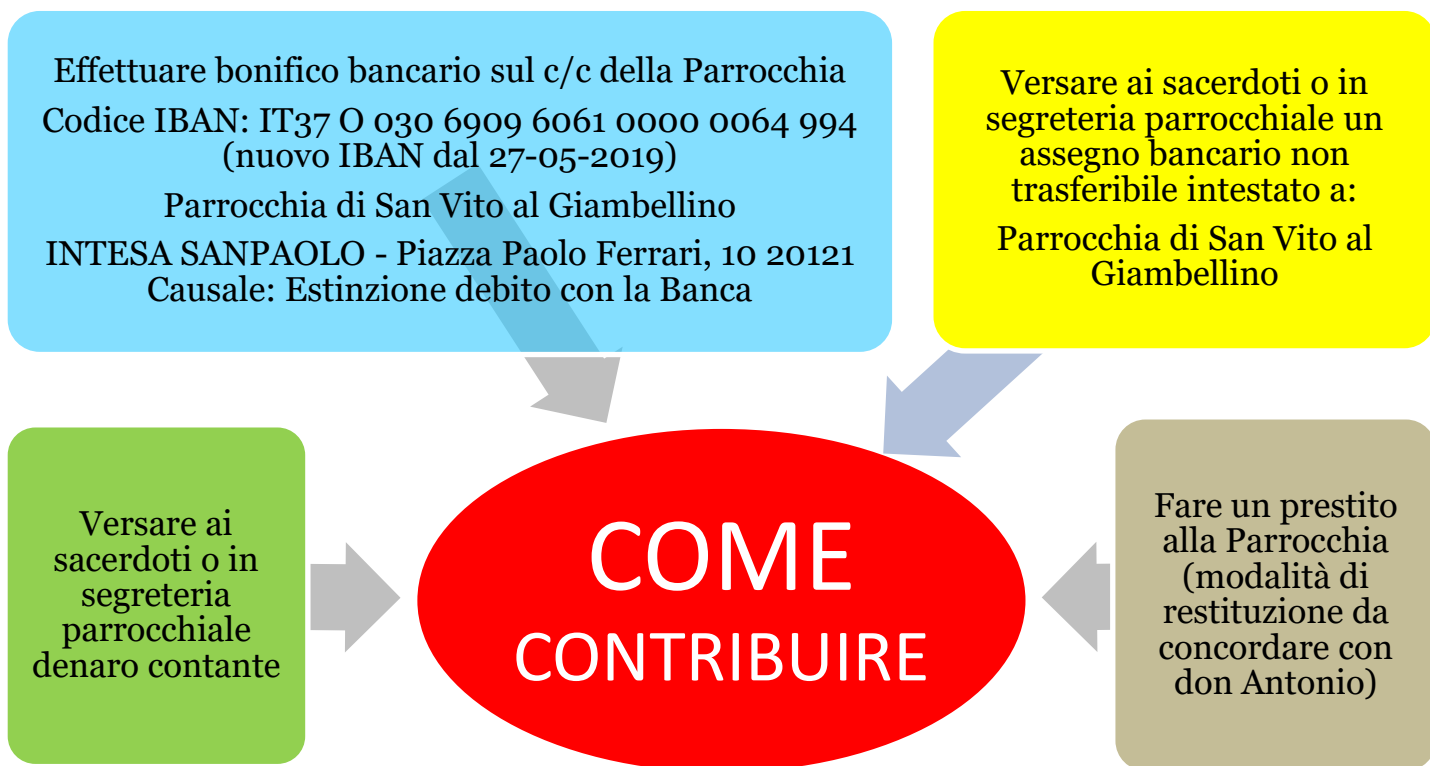 Effettuare bonifico bancario sul c/c della Parrocchia
Codice IBAN: IT37 O 030 6909 6061 0000 0064 994
(nuovo IBAN dal 27-05-2019)
Parrocchia di San Vito al Giambellino
INTESA SANPAOLO - Piazza Paolo Ferrari, 10 20121
Causale: Estinzione debito con la Banca
Versare ai sacerdoti o in
segreteria parrocchiale un
assegno bancario non
trasferibile intestato a:
Parrocchia di San Vito al
Giambellino
Versare ai
sacerdoti o in
segreteria
parrocchiale
denaro contante
COME
CONTRIBUIRE
Fare un prestito
alla Parrocchia
(modalità di
restituzione da
concordare con
don Antonio)